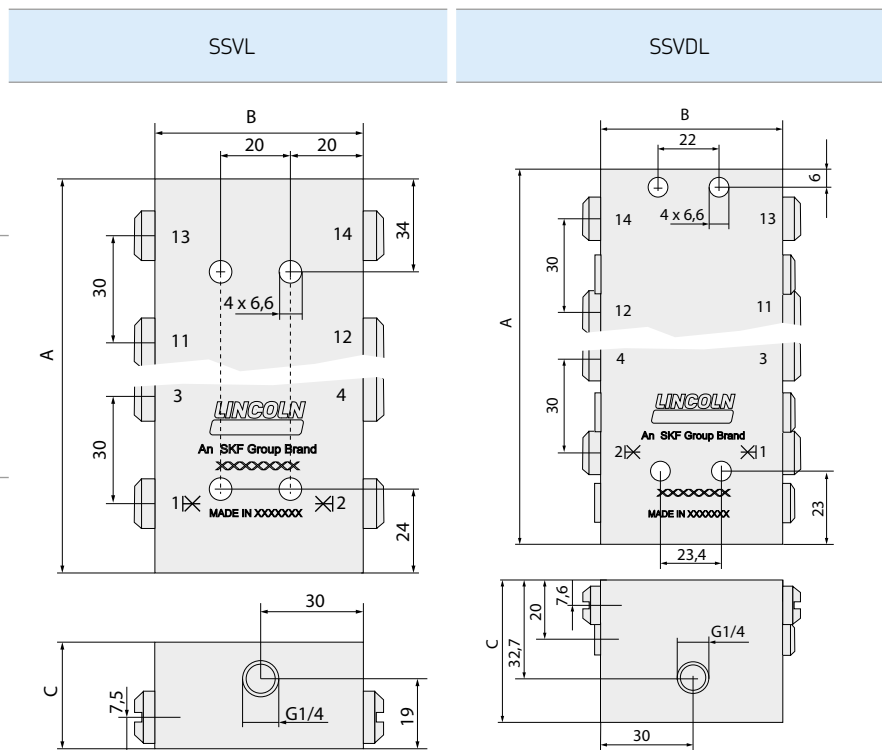 SSVL
B
20 20
34
13 14
30
4 x 6,6
A
11 12
3 4
LINCOLN
An SKF Group Brand
XXXXXXXX
30
1 2
MADE IN XXXXXXX
24
30
C
7,5
G1/4
19
SSVDL
B
22
6
14 4 x 6,6 13
30
A
12 11
4 3
30
LINCOLN
An SKF Group Brand
2 1
XXXXXXXX
MADE IN XXXXXXX
23
23,4
7,6
20
C
32,7
G1/4
30